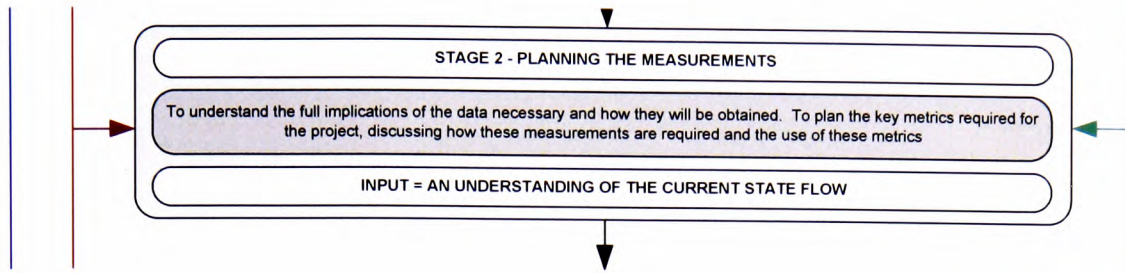 STAGE 2 - PLANNING THE MEASUREMENTS
To understand the full implications of the data necessary and how they will be obtained. To plan the key metrics required for
the project, discussing how these measurements are required and the use of these metrics
INPUT = AN UNDERSTANDING OF THE CURRENT STATE FLOW